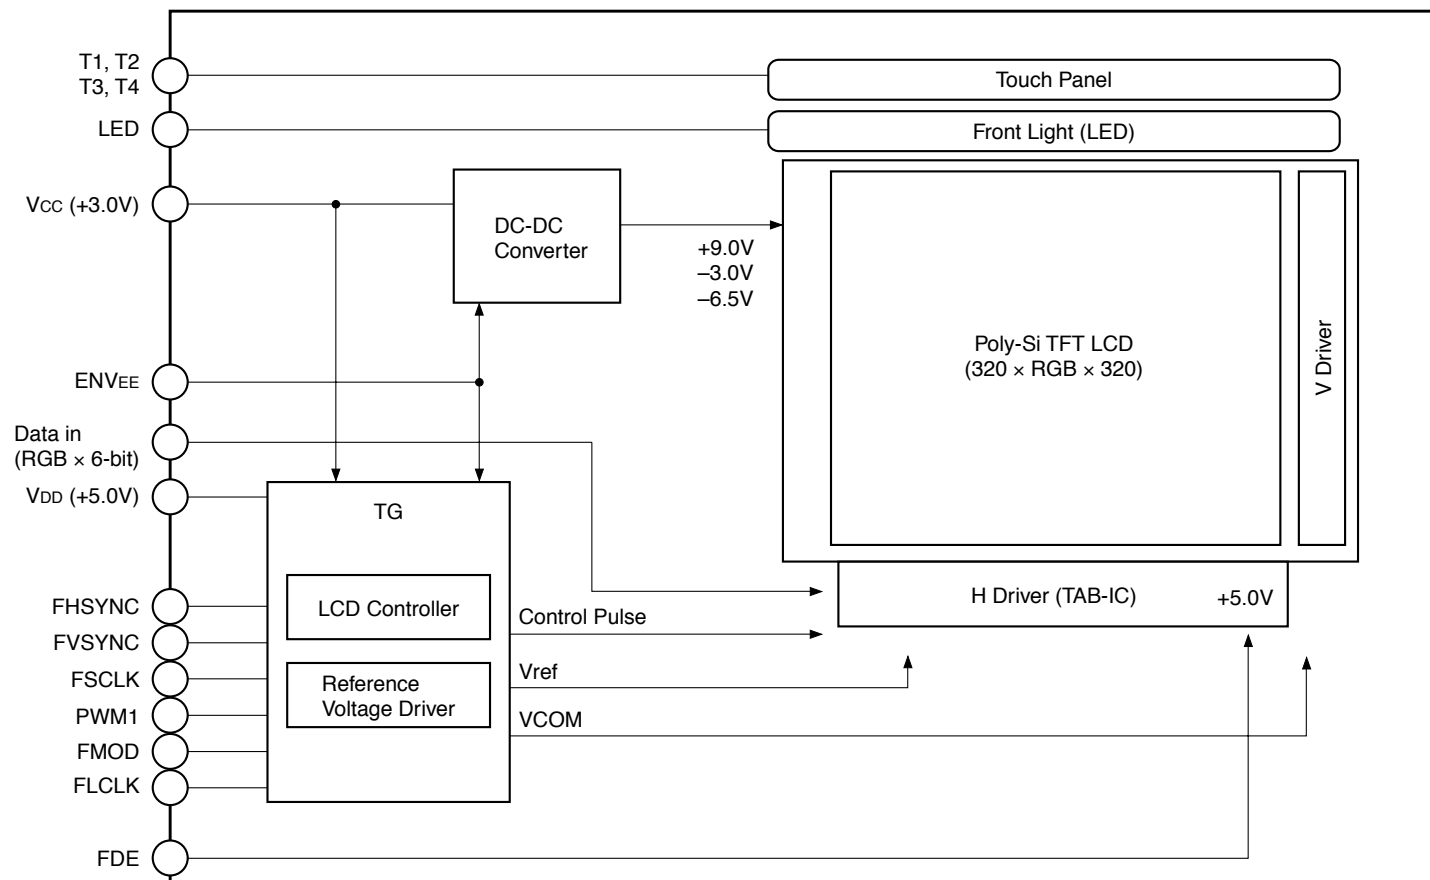 T1, T2
T3, T4
Touch Panel
LED
Front Light (LED)
VCC (+3.0V)
DC-DC
Converter
+9.0V
–3.0V
–6.5V
Poly-Si TFT LCD
(320 × RGB × 320)
V Driver
ENVEE
Data in
(RGB × 6-bit)
VDD (+5.0V)
TG
LCD Controller
Reference
Voltage Driver
Control Pulse
Vref
VCOM
H Driver (TAB-IC)
+5.0V
FHSYNC
FVSYNC
FSCLK
PWM1
FMOD
FLCLK
FDE